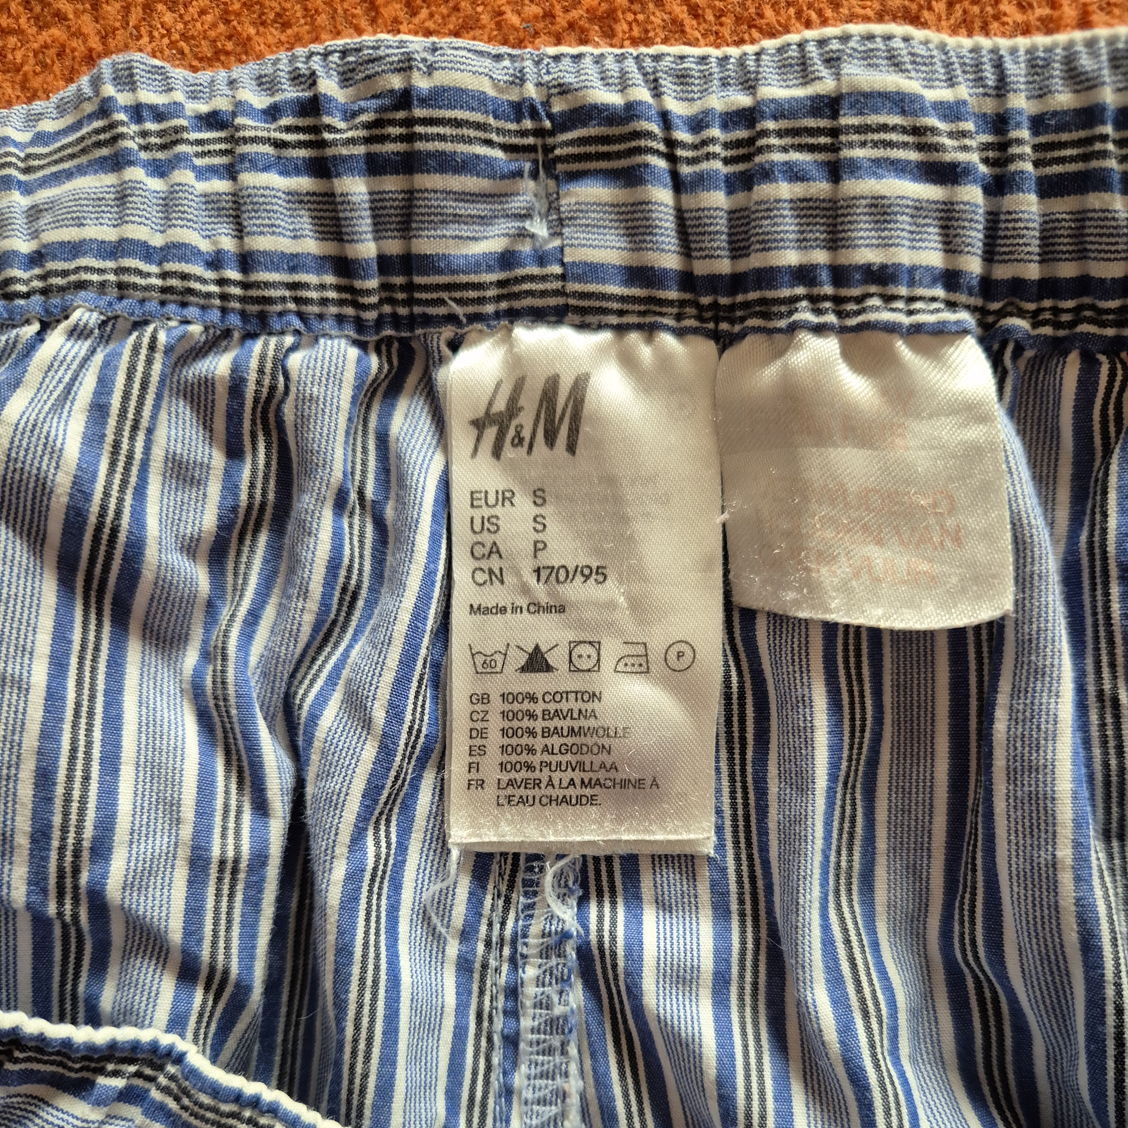 H&M
EUR S
US S
CA P
CN 170/95
Made in China
60 P
GB 100% COTTON
CZ 100% BAVLNA
DE 100% BAUMWOLLE
ES 100% ALGODÓN
FI 100% PUUVILLAA
FR LAVER À LA MACHINE À
L'EAU CHAUDE.